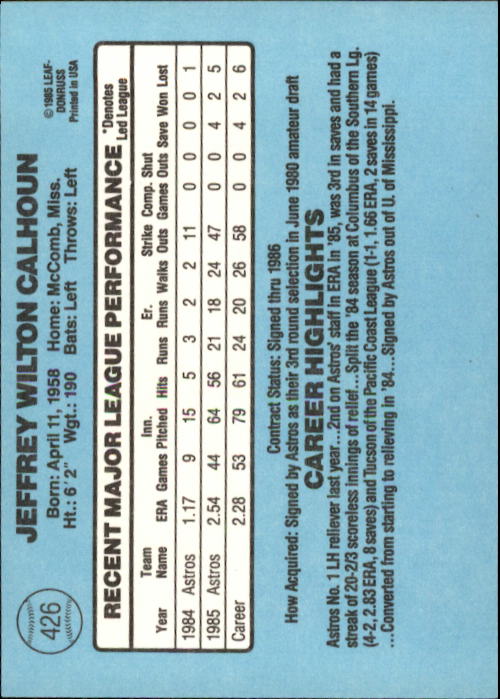 426
JEFFREY WILTON CALHOUN
Born: April 11, 1958 Home: McComb, Miss.
Ht.: 6'2" Wgt.: 190 Bats: Left Throws: Left
©1985 LEAF-
DONRUSS
Printed in USA
RECENT MAJOR LEAGUE PERFORMANCE
*Denotes
Led League
Team Inn. Er. Strike Comp. Shut
Year Name ERA Games Pitched Hits Runs Runs Walks Outs Games Outs Save Won Lost
1984 Astros 1.17 9 15 5 3 2 2 11 0 0 0 0 1
1985 Astros 2.54 44 64 56 21 18 24 47 0 0 4 2 5
Career 2.28 53 79 61 24 20 26 58 0 0 4 2 6
Contract Status: Signed thru 1986
How Acquired: Signed by Astros as their 3rd round selection in June 1980 amateur draft
CAREER HIGHLIGHTS
Astros No. 1 LH reliever last year...2nd on Astros' staff in ERA in '85, was 3rd in saves and had a
streak of 20-2/3 scoreless innings of relief...Split the '84 season at Columbus of the Southern Lg.
(4-2, 2.83 ERA, 8 saves) and Tucson of the Pacific Coast League (1-1, 1.66 ERA, 2 saves in 14 games)
...Converted from starting to relieving in '84...Signed by Astros out of U. of Mississippi.